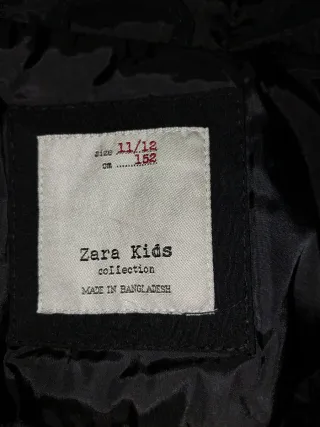 size 11/12
cm ............ 152
Zara Kids
collection
MADE IN BANGLADESH